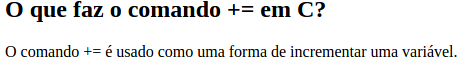 O que faz o comando += em C?
O comando += é usado como uma forma de incrementar uma variável.